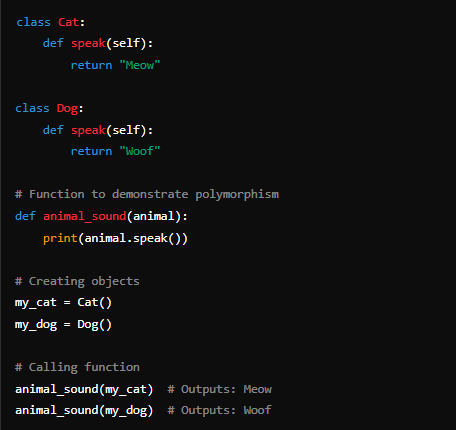 class Cat:
    def speak(self):
        return "Meow"

class Dog:
    def speak(self):
        return "Woof"

# Function to demonstrate polymorphism
def animal_sound(animal):
    print(animal.speak())

# Creating objects
my_cat = Cat()
my_dog = Dog()

# Calling function
animal_sound(my_cat)  # Outputs: Meow
animal_sound(my_dog)  # Outputs: Woof